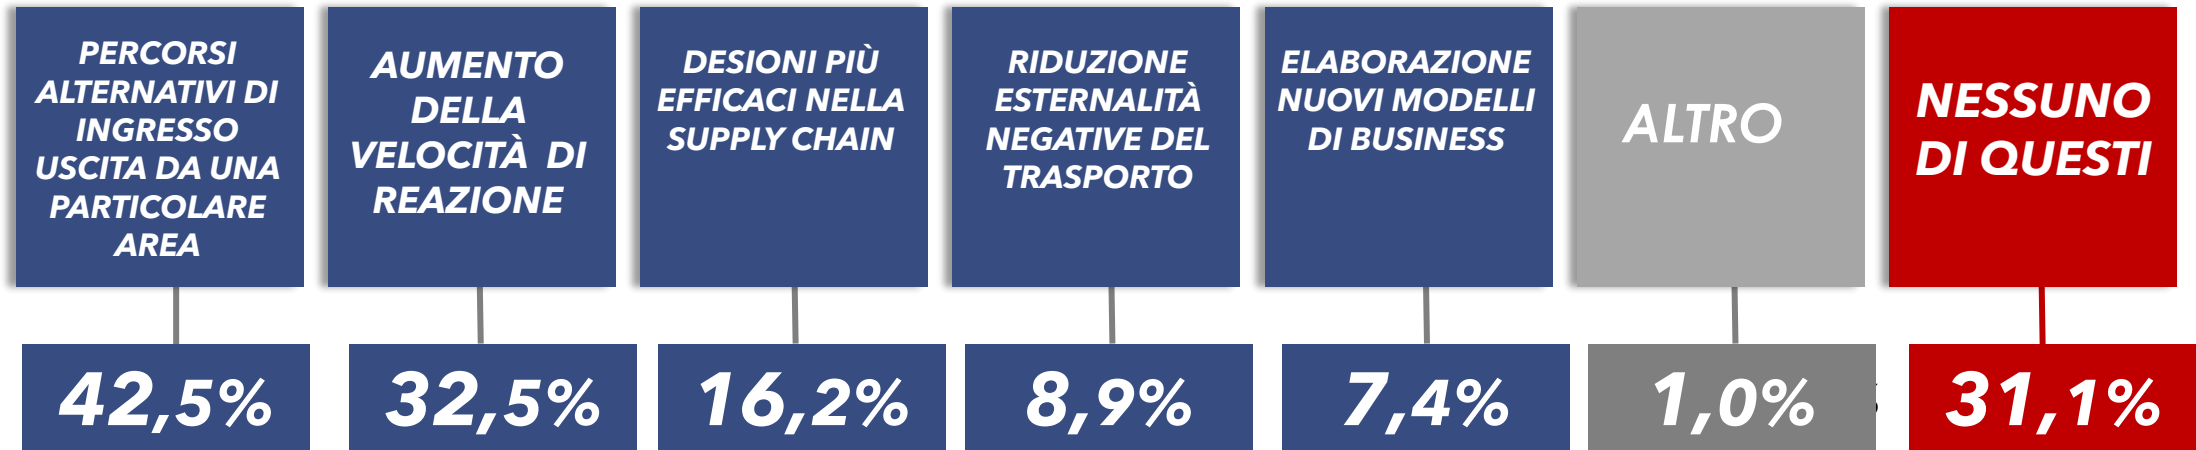 PERCORSI
ALTERNATIVI DI
INGRESSO
USCITA DA UNA
PARTICOLARE
AREA
AUMENTO
DELLA
VELOCITÀ DI
REAZIONE
DESIONI PIÙ
EFFICACI NELLA
SUPPLY CHAIN
RIDUZIONE
ESTERNALITÀ
NEGATIVE DEL
TRASPORTO
ELABORAZIONE
NUOVI MODELLI
DI BUSINESS
ALTRO
NESSUNO
DI QUESTI
42,5%
32,5%
16,2%
8,9%
7,4%
1,0%
31,1%